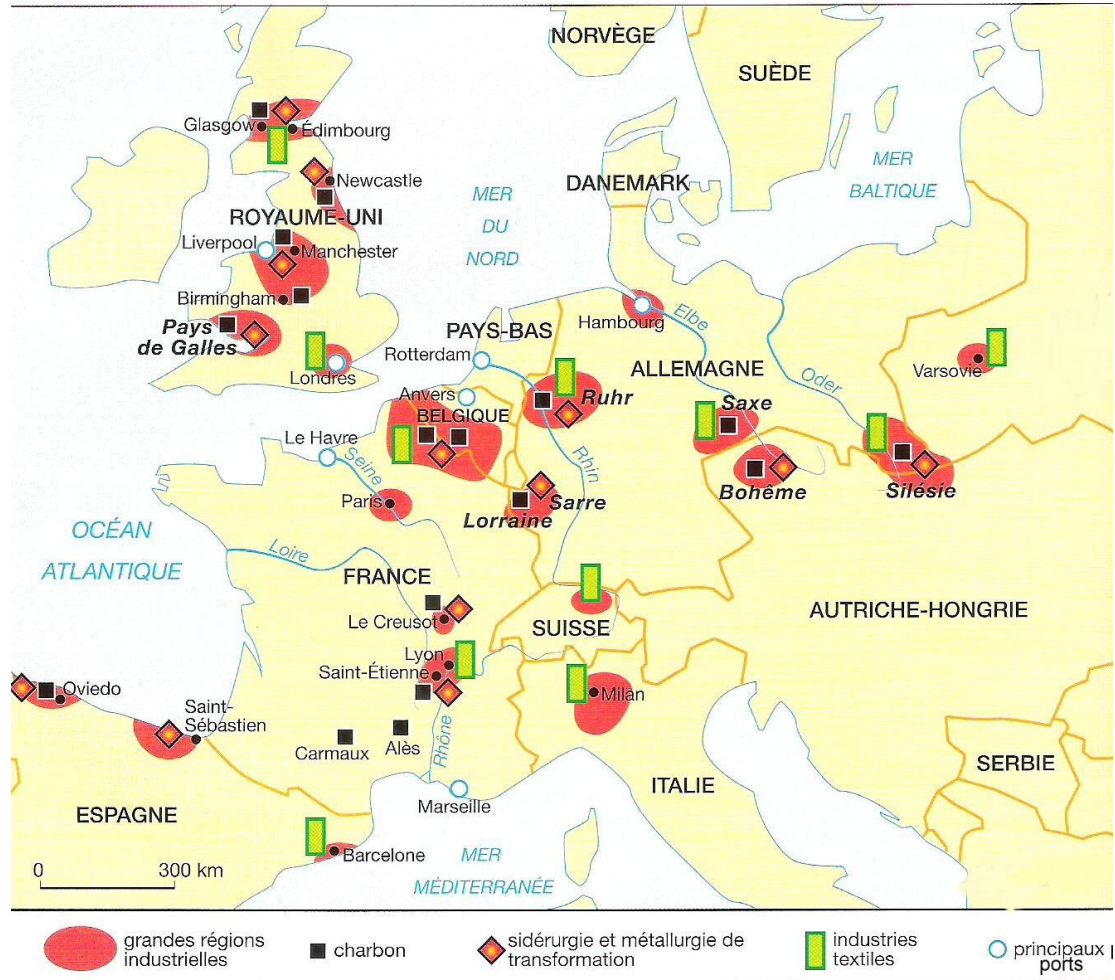 NORVÈGE
SUÈDE
Glasgow
Édimbourg
MER
BALTIQUE
DANEMARK
Newcastle
MER
DU
NORD
ROYAUME-UNI
Liverpool
Manchester
Birmingham
Hambourg
Elbe
Pays
de Galles
PAYS-BAS
Rotterdam
ALLEMAGNE
Oder
Varsovie
Londres
Anvers
BELGIQUE
Ruhr
Saxe
Le Havre
Seine
Rhin
Paris
Bohême
Silésie
Sarre
Lorraine
OCÉAN
ATLANTIQUE
Loire
FRANCE
Le Creusot
SUISSE
AUTRICHE-HONGRIE
Lyon
Saint-Étienne
Milan
Oviedo
Saint-
Sébastien
Carmaux
Alès
Rhône
Marseille
ITALIE
SERBIE
ESPAGNE
Barcelone
MER
MÉDITERRANÉE
0 300 km
grandes régions
industrielles
charbon
sidérurgie et métallurgie de
transformation
industries
textiles
principaux p
ports